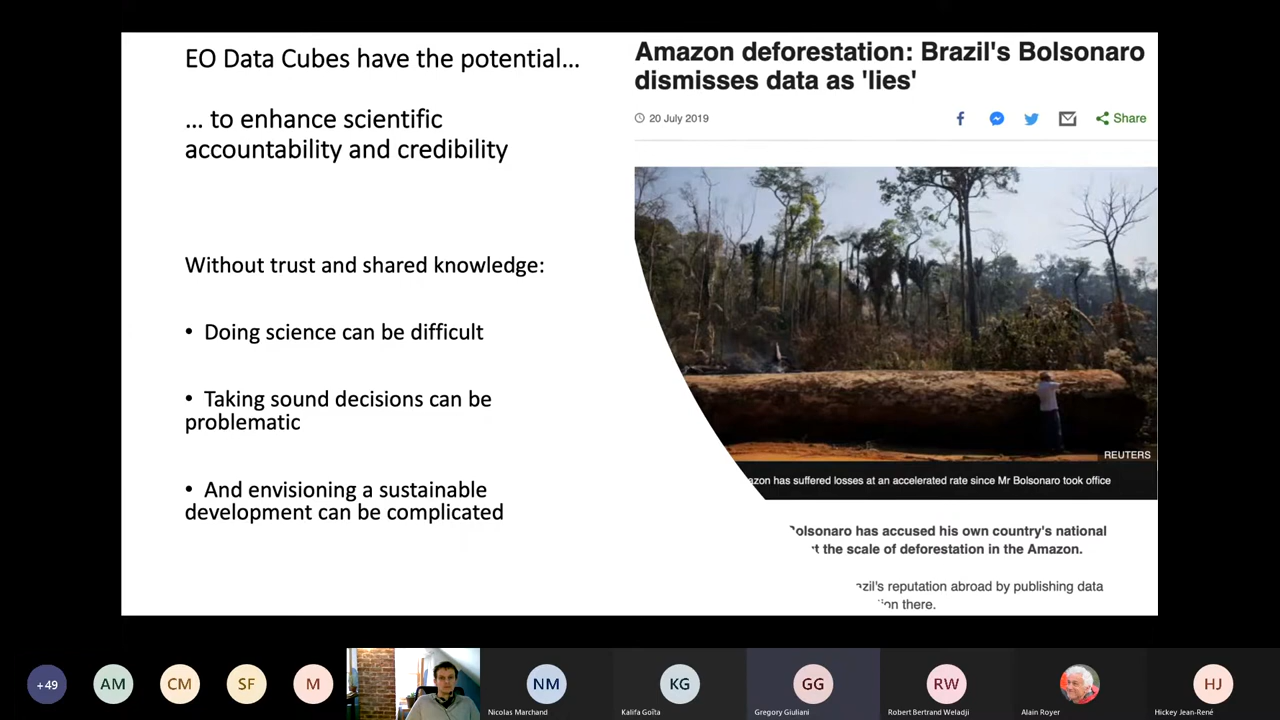 EO Data Cubes have the potential...
... to enhance scientific
accountability and credibility
Without trust and shared knowledge:
• Doing science can be difficult
• Taking sound decisions can be
problematic
• And envisioning a sustainable
development can be complicated
Amazon deforestation: Brazil's Bolsonaro
dismisses data as 'lies'
20 July 2019
Share
REUTERS
has suffered losses at an accelerated rate since Mr Bolsonaro took office
Bolsonaro has accused his own country's national
the scale of deforestation in the Amazon.
reputation abroad by publishing data
there.
+49
AM
CM
SF
M
NM
Nicolas Marchand
KG
Kalifa Goïta
GG
Gregory Giuliani
RW
Robert Bertrand Weladji
Alain Royer
HJ
Hickey Jean-René